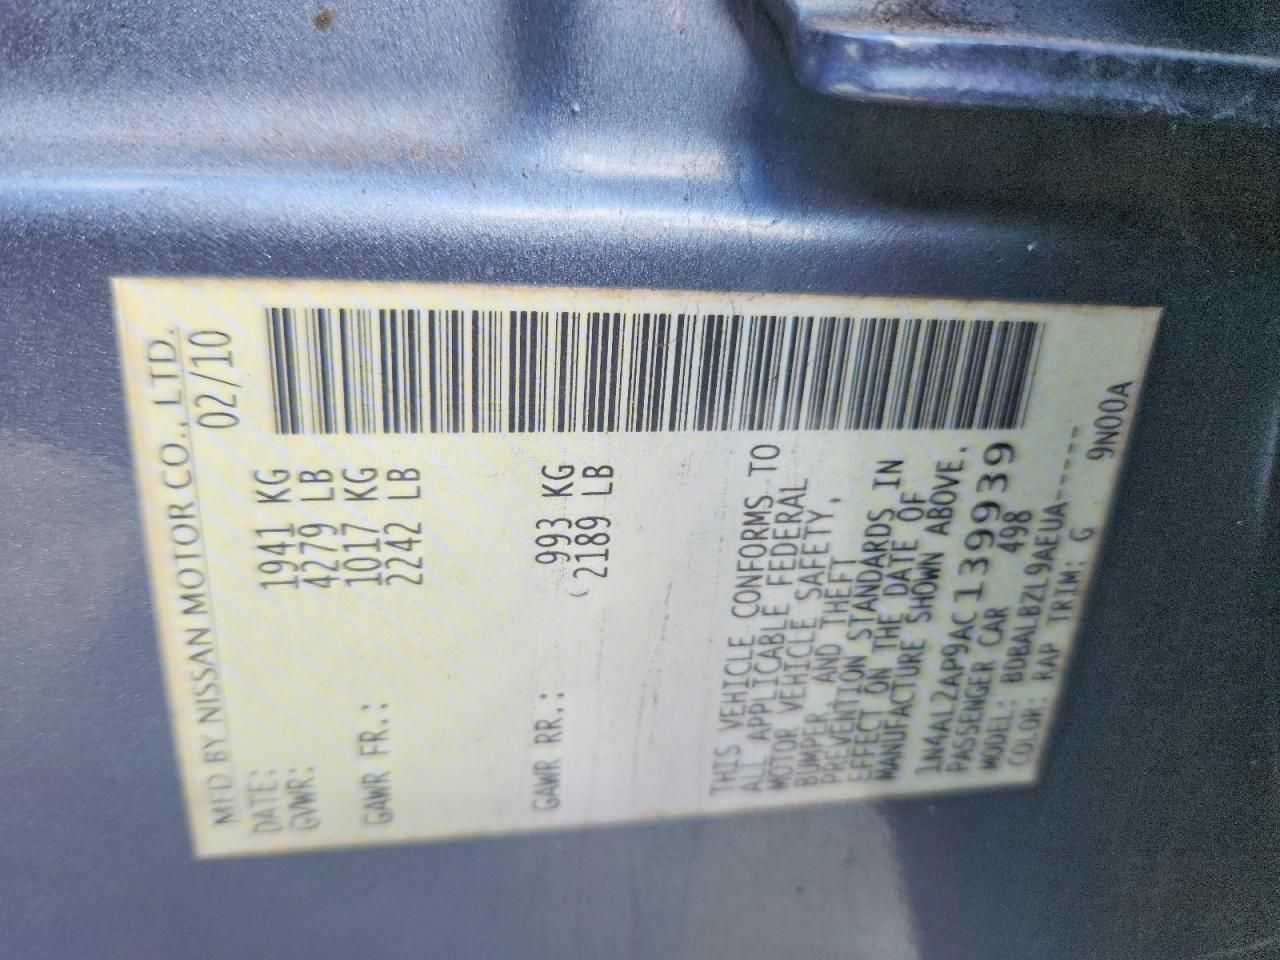 MFD BY NISSAN MOTOR CO., LTD.
DATE: 02/10
GVWR: 1941 KG
4279 LB
GAWR FR.: 1017 KG
2242 LB
GAWR RR.: 993 KG
2189 LB
THIS VEHICLE CONFORMS TO
ALL APPLICABLE FEDERAL
MOTOR VEHICLE SAFETY,
BUMPER AND THEFT
PREVENTION STANDARDS IN
EFFECT ON THE DATE OF
MANUFACTURE SHOWN ABOVE.
1N4AL2AP9AC139939
PASSENGER CAR 498
MODEL: BDBALBZL9AEUA-----
COLOR: RAP TRIM: G
9N00A